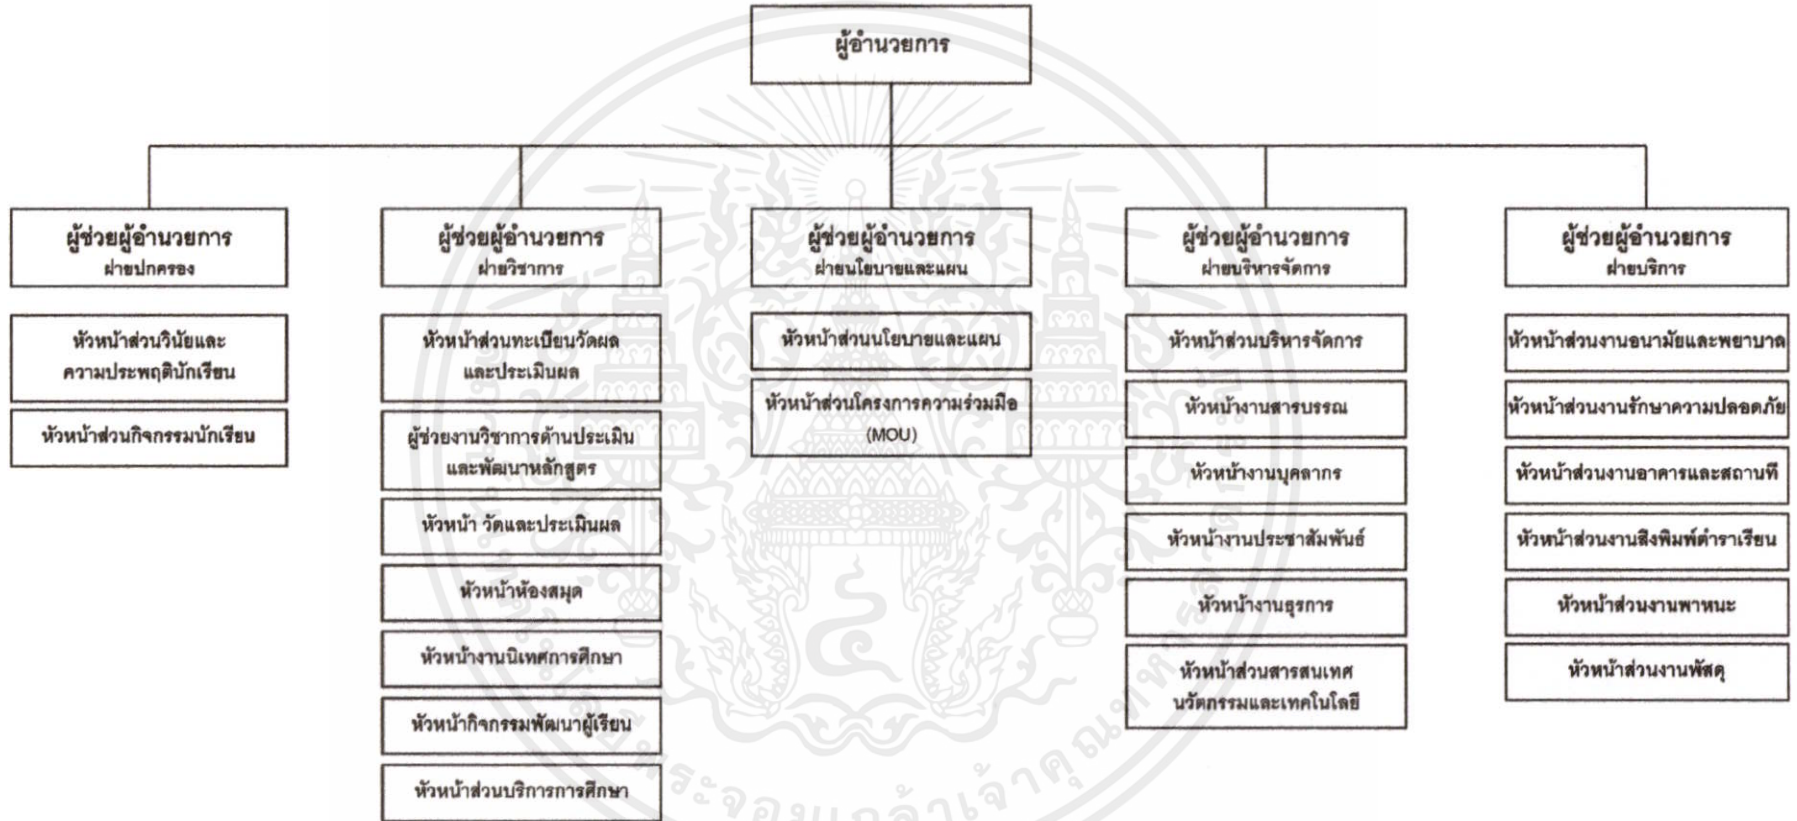 ผู้อำนวยการ
ผู้ช่วยผู้อำนวยการ
ฝ่ายปกครอง
หัวหน้าส่วนวินัยและ
ความประพฤตินักเรียน
หัวหน้าส่วนกิจกรรมนักเรียน
ผู้ช่วยผู้อำนวยการ
ฝ่ายวิชาการ
หัวหน้าส่วนทะเบียนวัดผล
และประเมินผล
ผู้ช่วยงานวิชาการด้านประเมิน
และพัฒนาหลักสูตร
หัวหน้า วัดและประเมินผล
หัวหน้าห้องสมุด
หัวหน้างานนิเทศการศึกษา
หัวหน้ากิจกรรมพัฒนาผู้เรียน
หัวหน้าส่วนบริการการศึกษา
ผู้ช่วยผู้อำนวยการ
ฝ่ายนโยบายและแผน
หัวหน้าส่วนนโยบายและแผน
หัวหน้าส่วนโครงการความร่วมมือ
(MOU)
ผู้ช่วยผู้อำนวยการ
ฝ่ายบริหารจัดการ
หัวหน้าส่วนบริหารจัดการ
หัวหน้างานสารบรรณ
หัวหน้างานบุคลากร
หัวหน้างานประชาสัมพันธ์
หัวหน้างานธุรการ
หัวหน้าส่วนสารสนเทศ
นวัตกรรมและเทคโนโลยี
ผู้ช่วยผู้อำนวยการ
ฝ่ายบริการ
หัวหน้าส่วนงานอนามัยและพยาบาล
หัวหน้าส่วนงานรักษาความปลอดภัย
หัวหน้าส่วนงานอาคารและสถานที่
หัวหน้าส่วนงานสิ่งพิมพ์ตำราเรียน
หัวหน้าส่วนงานพาหนะ
หัวหน้าส่วนงานพัสดุ